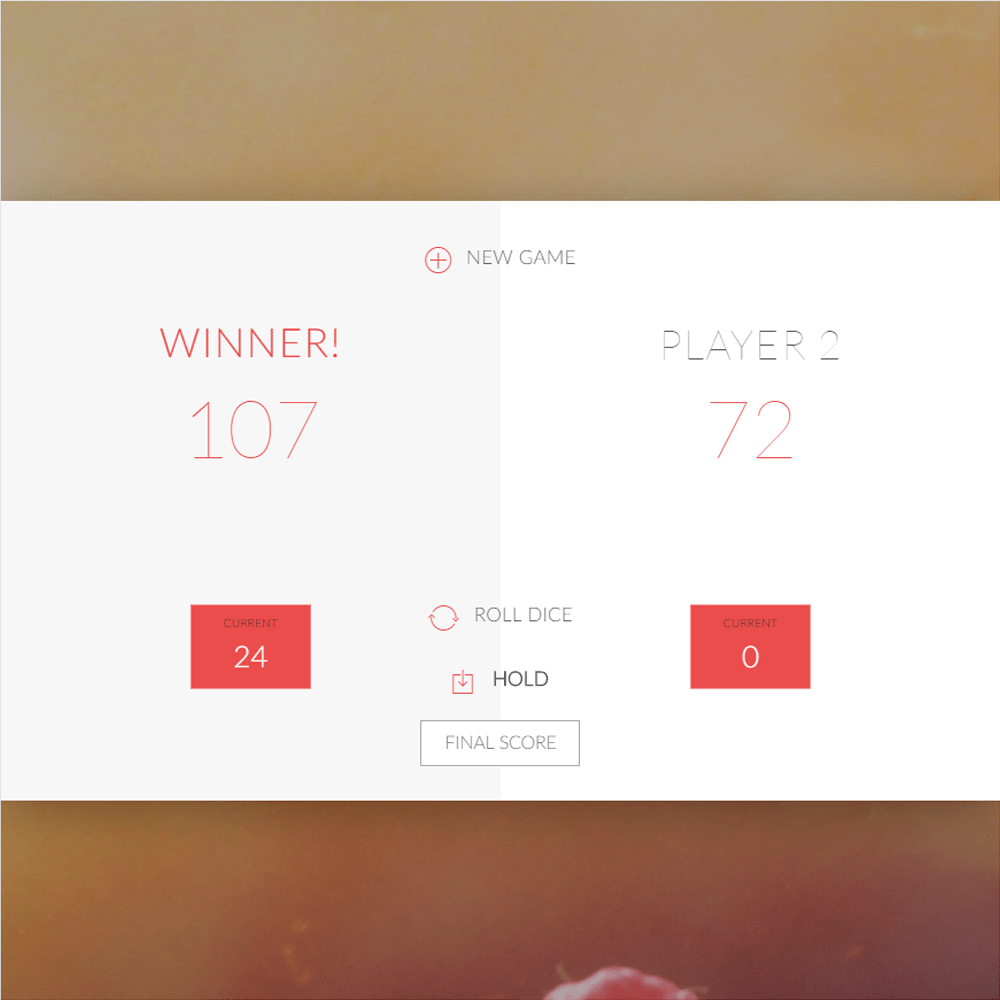 NEW GAME
WINNER!
107
PLAYER 2
72
CURRENT
24
ROLL DICE
HOLD
FINAL SCORE
CURRENT
0